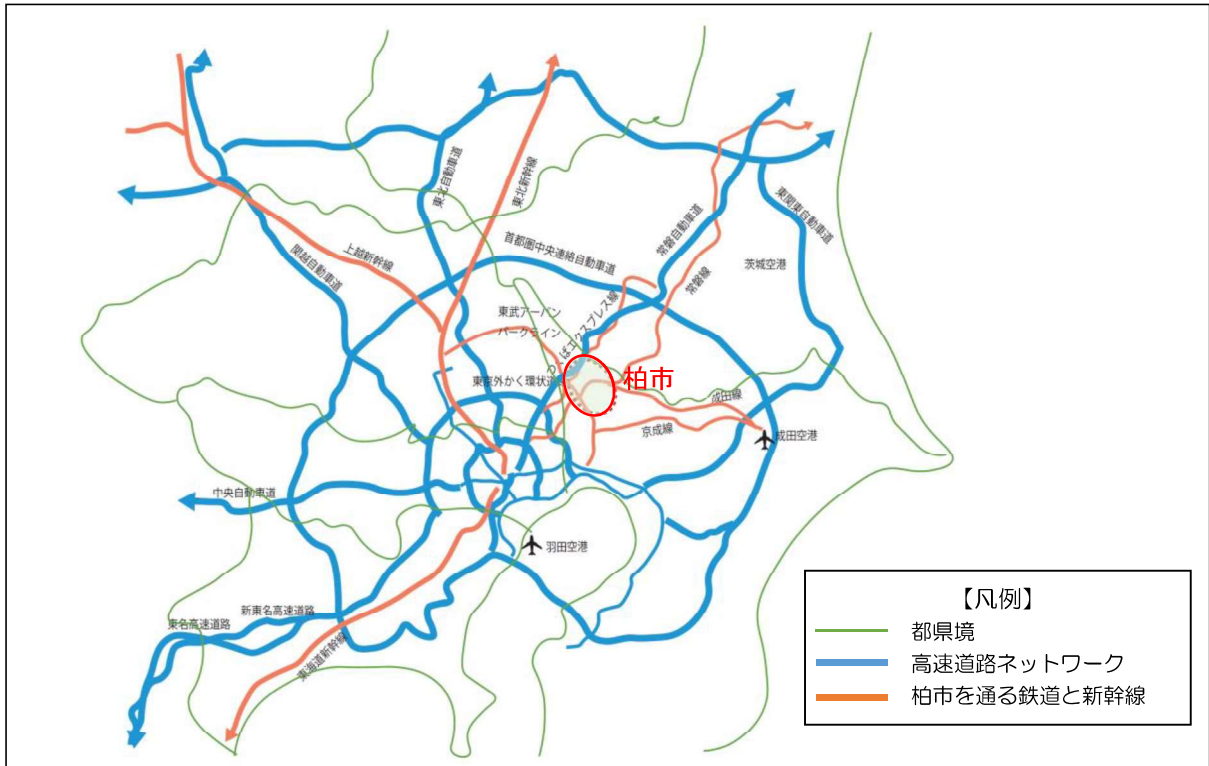 東北自動車道
東北新幹線
常磐自動車道
東関東自動車道
関越自動車道
上越新幹線
首都圏中央連絡自動車道
常磐線
茨城空港
東武アーバン
パークライン
つくばエクスプレス線
東京外かく環状道
柏市
成田線
京成線
成田空港
中央自動車道
羽田空港
新東名高速道路
東名高速道路
東海道新幹線
【凡例】
都県境
高速道路ネットワーク
柏市を通る鉄道と新幹線